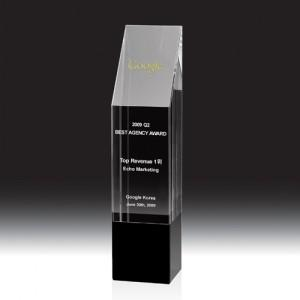 Google
2009 Q2
BEST AGENCY AWARD
Top Revenue 1위
Echo Marketing
Google Korea
June 30th, 2009